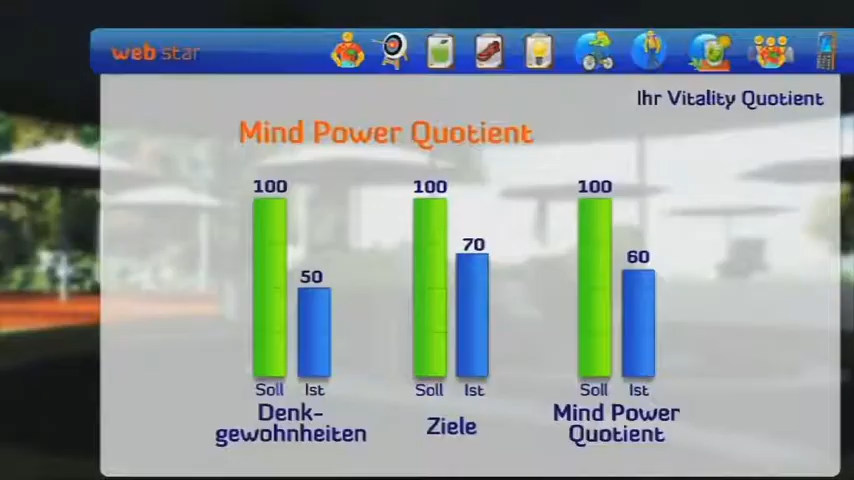 web star
Ihr Vitality Quotient
Mind Power Quotient
100 100 100
50 70 60
Soll Ist Soll Ist Soll Ist
Denk-
gewohnheiten
Ziele
Mind Power
Quotient